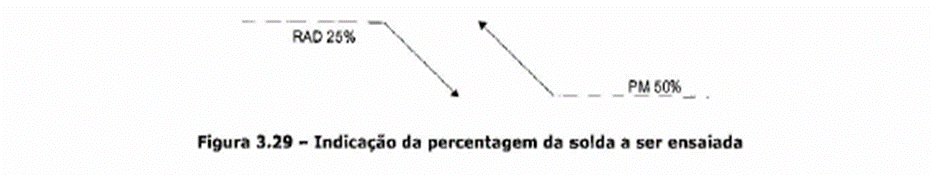 RAD 25%
PM 50%
Figura 3.29 – Indicação da percentagem da solda a ser ensaiada